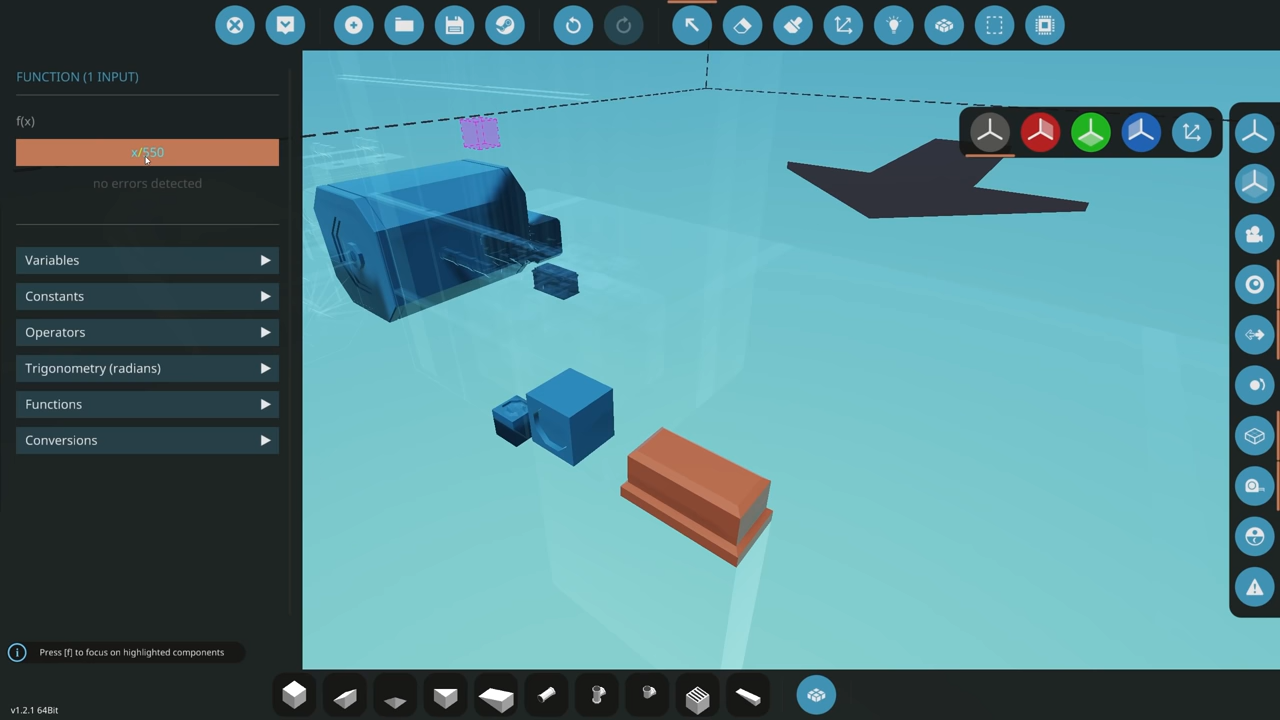 FUNCTION (1 INPUT)
f(x)
x/550
no errors detected
Variables
Constants
Operators
Trigonometry (radians)
Functions
Conversions
Press [f] to focus on highlighted components
v1.2.1 64Bit